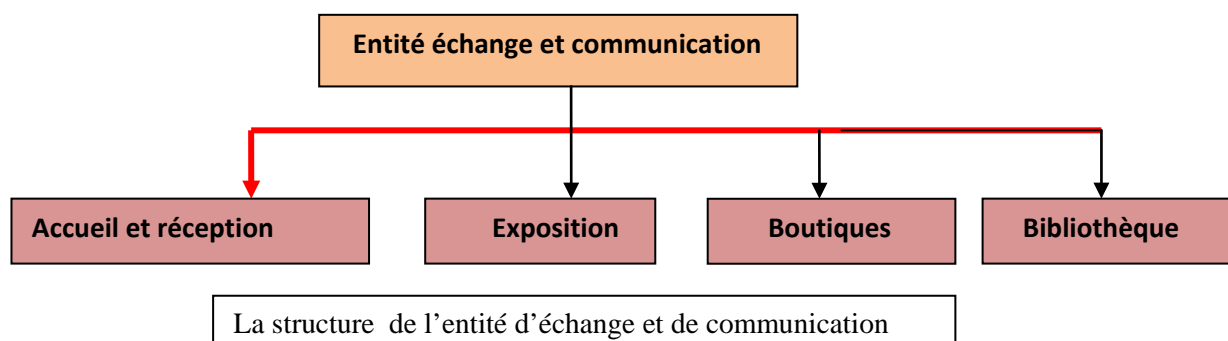 Entité échange et communication
Accueil et réception
Exposition
Boutiques
Bibliothèque
La structure de l’entité d’échange et de communication